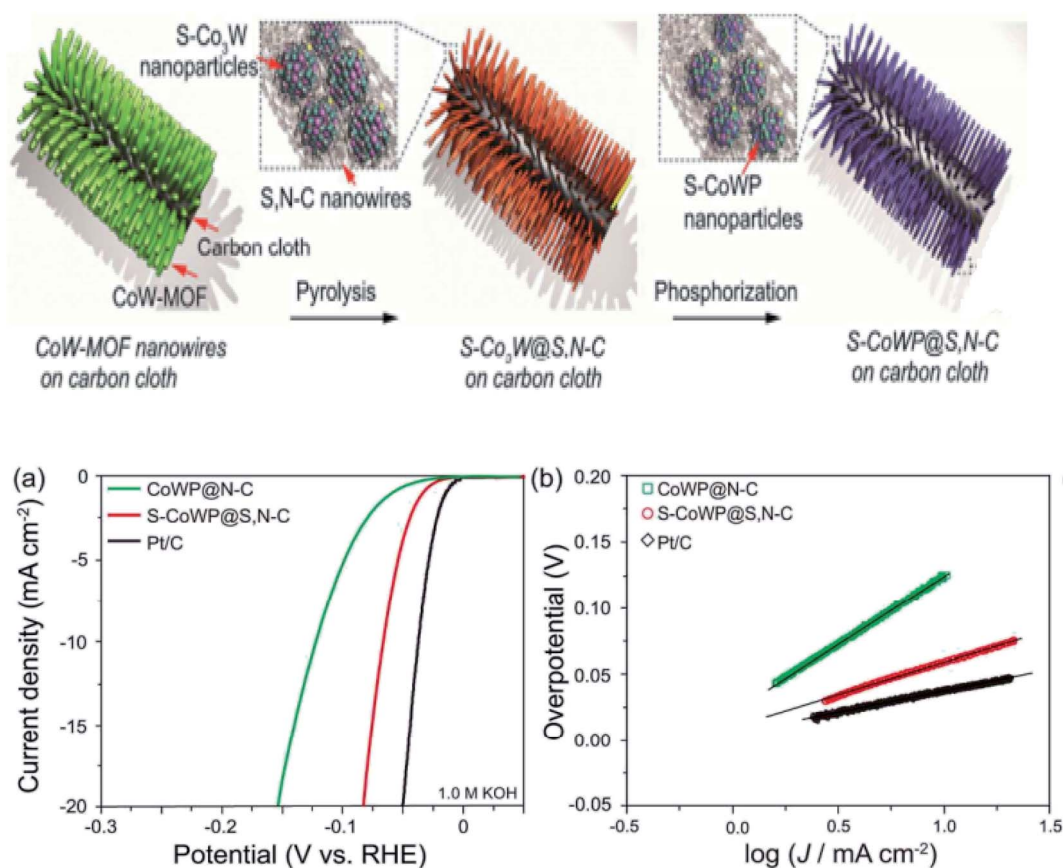 S-Co₃W
nanoparticles
S,N-C nanowires
Carbon cloth
CoW-MOF
S-CoWP
nanoparticles
Pyrolysis
Phosphorization
CoW-MOF nanowires
on carbon cloth
S-Co₃W@S,N-C
on carbon cloth
S-CoWP@S,N-C
on carbon cloth
(a)
CoWP@N-C
S-CoWP@S,N-C
Pt/C
Current density (mA cm⁻²)
0
-5
-10
-15
-20
1.0 M KOH
-0.3
-0.2
-0.1
0
Potential (V vs. RHE)
(b)
CoWP@N-C
S-CoWP@S,N-C
Pt/C
Overpotential (V)
0.20
0.15
0.10
0.05
0.00
-0.05
-0.5
0.0
0.5
1.0
1.5
log (J / mA cm⁻²)